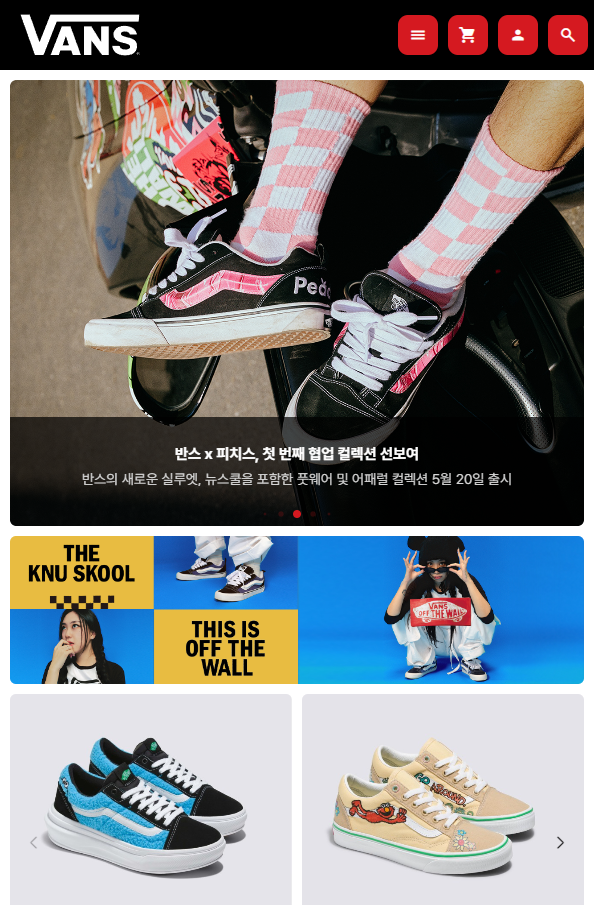 VANS
Ped
반스 x 피치스, 첫 번째 협업 컬렉션 선보여
반스의 새로운 실루엣, 뉴스쿨을 포함한 풋웨어 및 어패럴 컬렉션 5월 20일 출시
THE
KNU SKOOL
THIS IS
OFF THE
WALL
VANS
OFF THE WALL